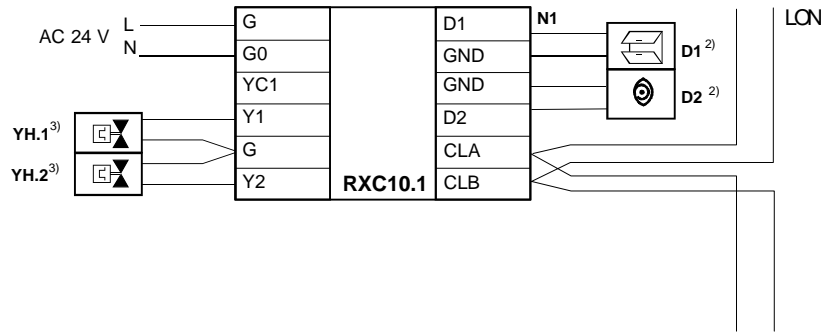 G D1 N1 LON
AC 24 V L
N
G0 GND D1 2)
YC1 GND
D2 2)
Y1 D2
YH.1 3)
G CLA
YH.2 3)
Y2 RXC10.1 CLB